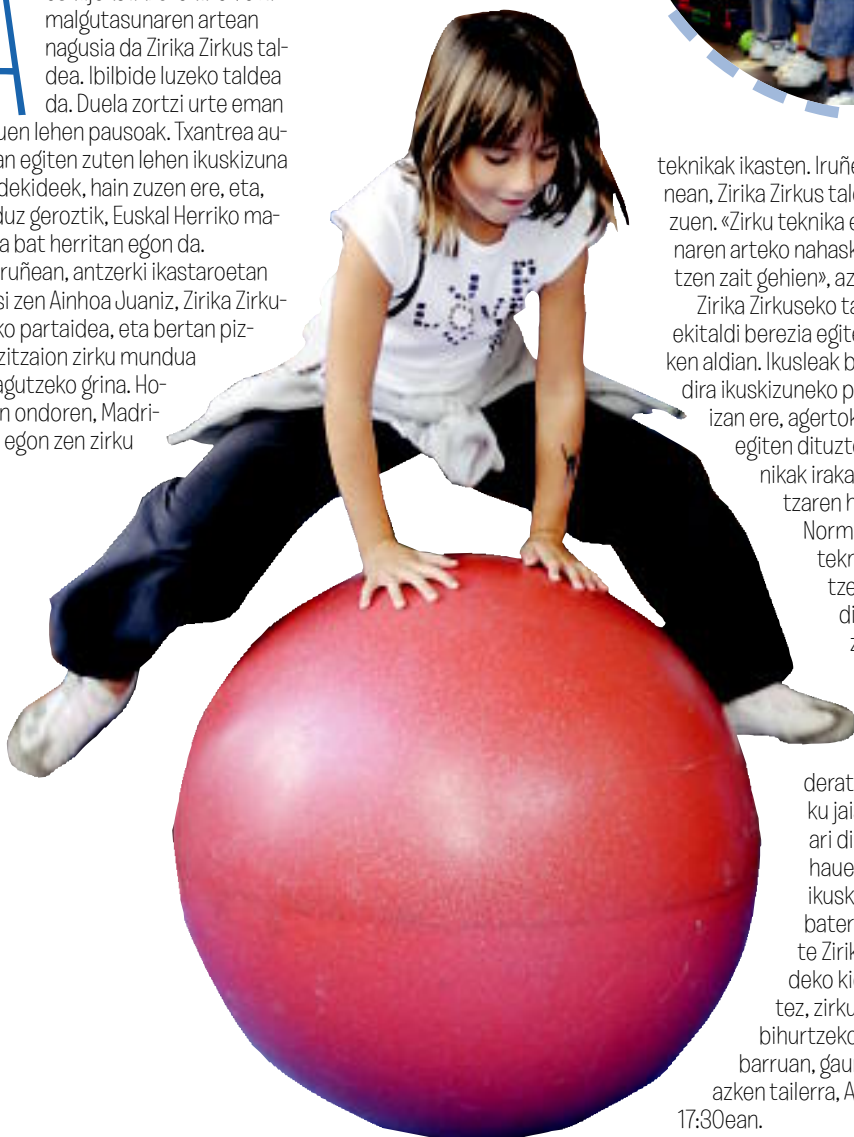 malgutasunaren artean
nagusia da Zirika Zirkus tal-
dea. Ibilbide luzeko taldea
da. Duela zortzi urte eman
uen lehen pausoak. Txantrea au-
an egiten zuten lehen ikuskizuna
dekideek, hain zuzen ere, eta,
duz geroztik, Euskal Herriko ma-
a bat herritan egon da.
ruñean, antzerki ikastaroetan
si zen Ainhoa Juaniz, Zirika Zirku-
ko partaidea, eta bertan piz-
zitzaion zirku mundua
agutzeko grina. Ho-
n ondoren, Madri-
egon zen zirku
teknikak ikasten. Iruñe
nean, Zirika Zirkus tal
zuen. «Zirku teknika e
naren arteko nahask
tzen zait gehien», az
Zirika Zirkuseko ta
ekitaldi berezia egite
ken aldian. Ikusleak b
dira ikuskizuneko p
izan ere, agertok
egiten dituzt
nikak iraka
tzaren h
Norm
tekn
tze
di
z
derat
ku jai
ari di
haue
ikusk
bater
te Zirik
deko ki
tez, zirku
bihurtzeko
barruan, gau
azken tailerra, A
17:30ean.